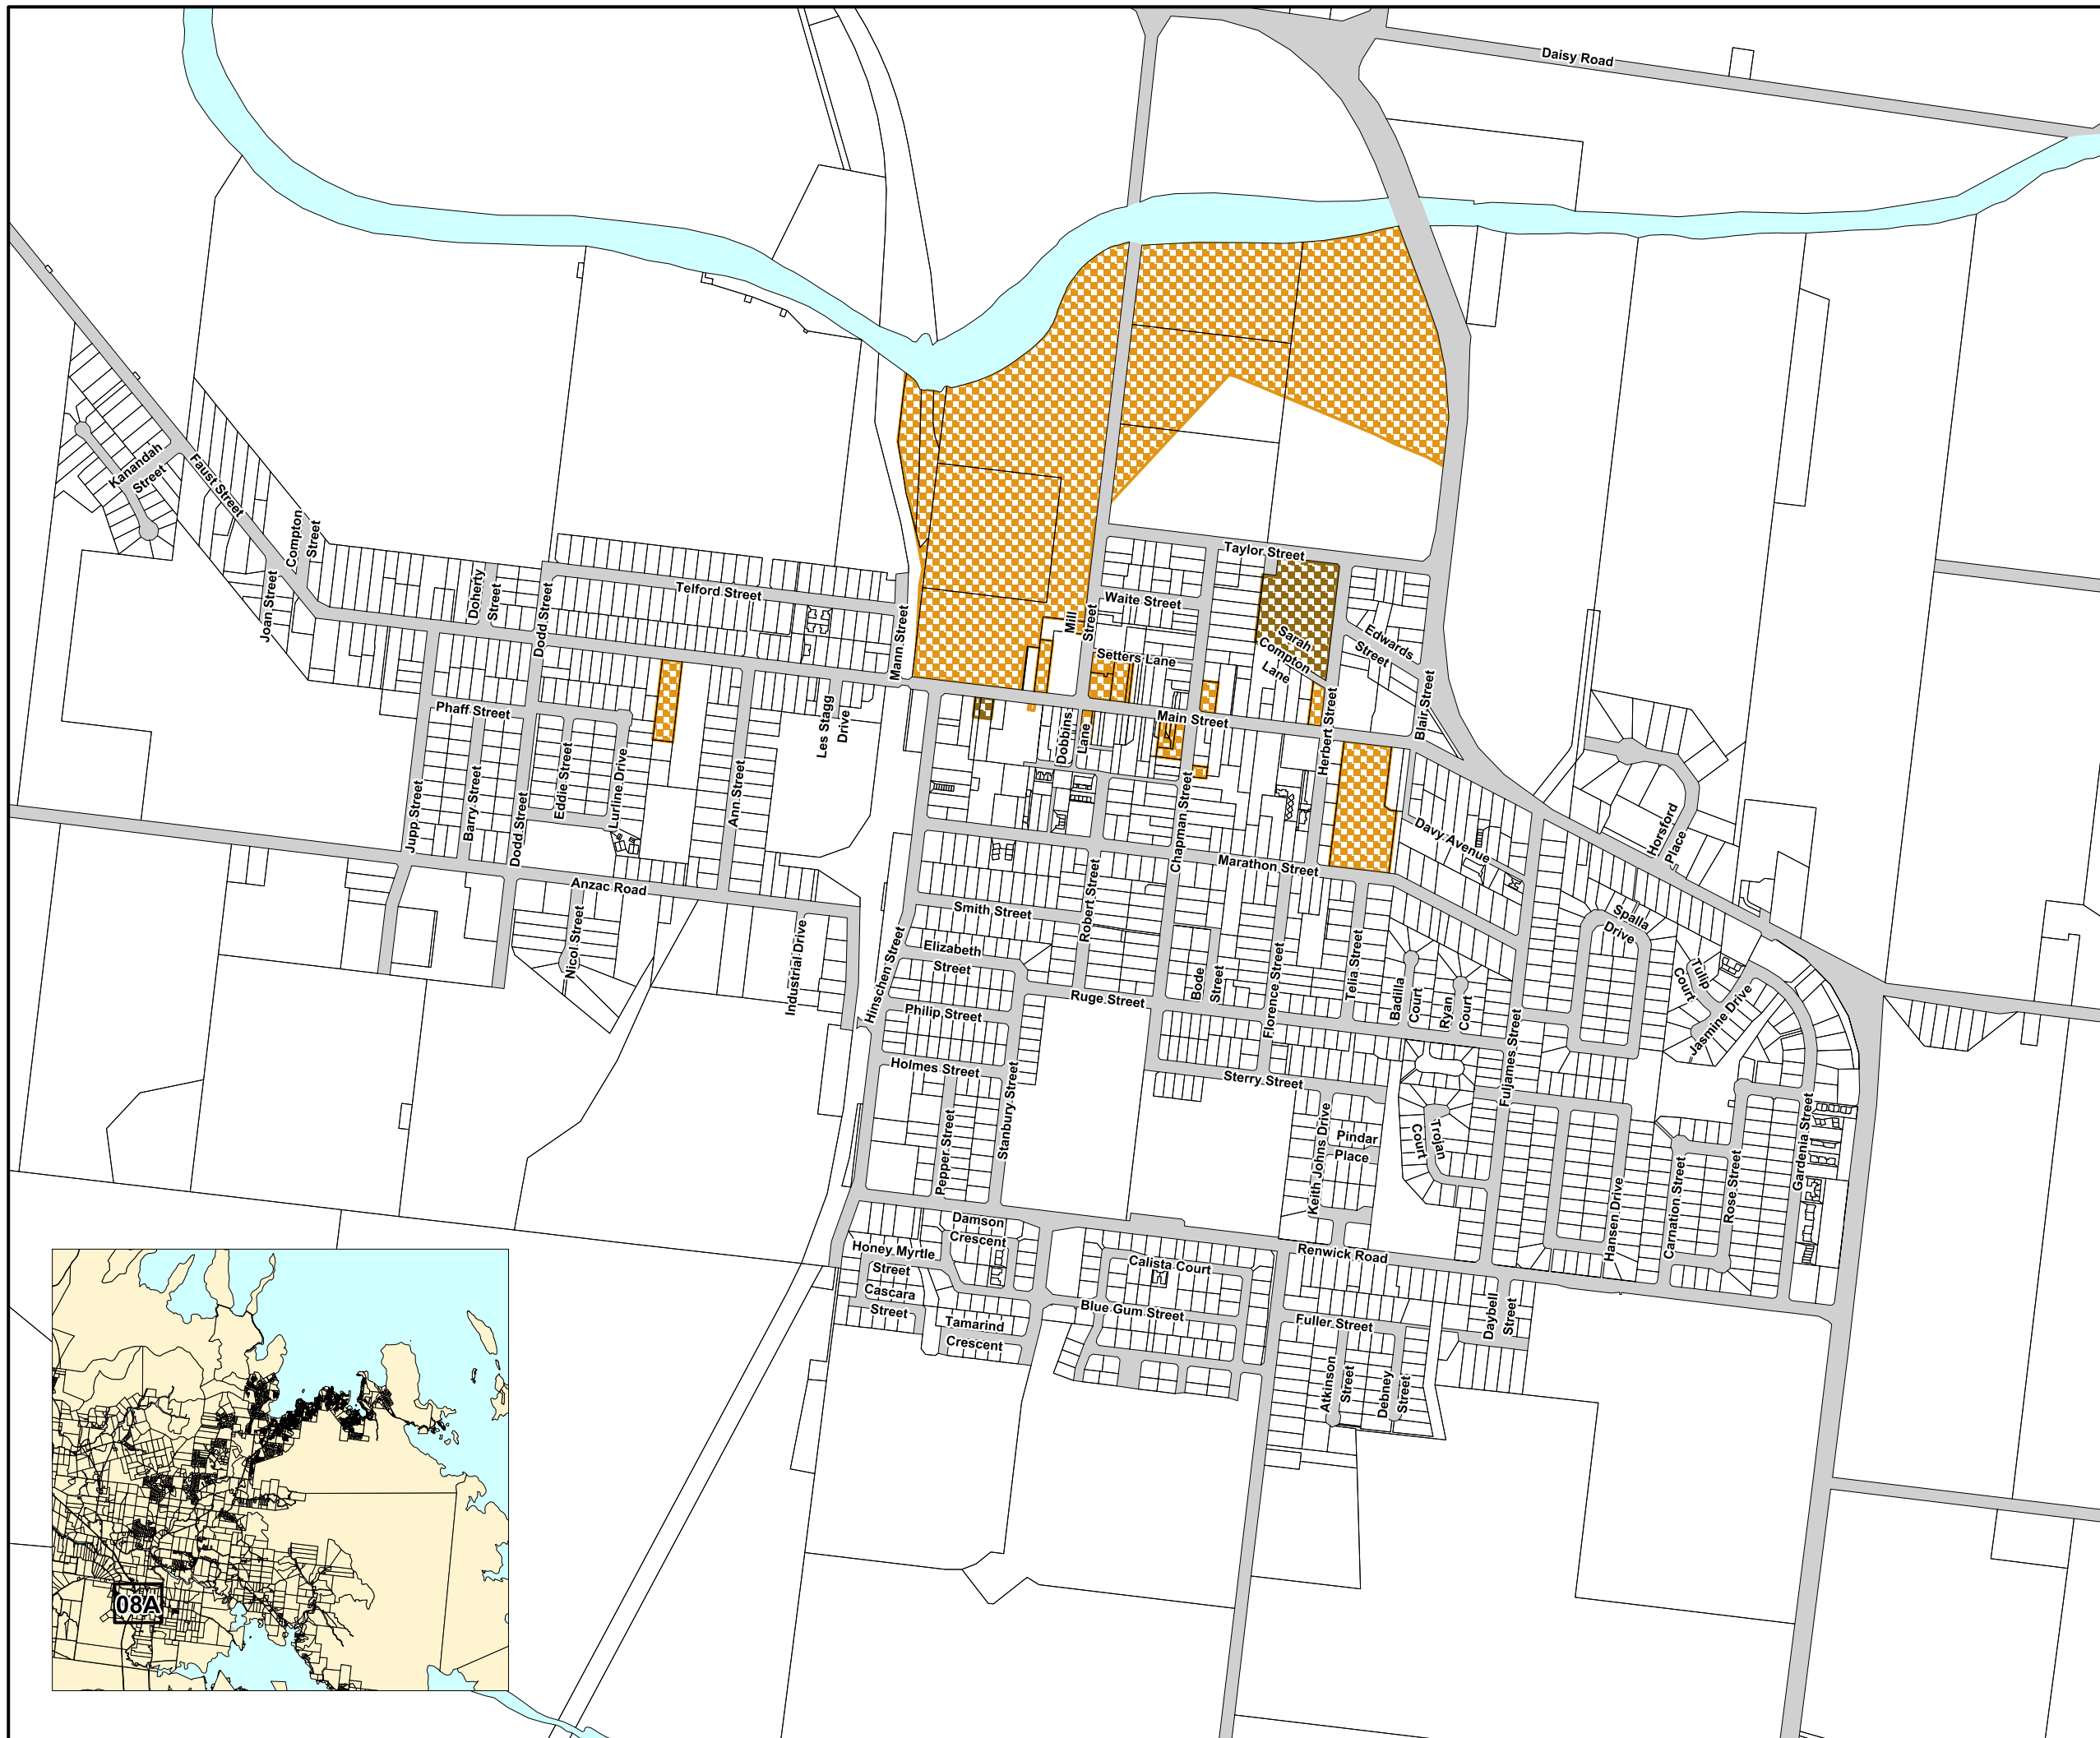 Daisy Road
Kanandah
Street
Faust Street
Compton
Street
Joan Street
Doherty
Street
Dodd Street
Telford Street
Mann Street
Mill
Street
Taylor Street
Waite Street
Setters Lane
Sarah
Compton
Lane
Edwards
Street
Blair Street
Main Street
Herbert Street
Phaff Street
Les Stagg
Drive
Dobbins
Lane
Jupp Street
Barry Street
Dodd Street
Eddie Street
Lurline Drive
Ann Street
Chapman Street
Davy Avenue
Horsford
Place
Marathon Street
Anzac Road
Nicol Street
Industrial Drive
Smith Street
Robert Street
Elizabeth
Street
Hinschen Street
Philip Street
Holmes Street
Ruge Street
Bode
Street
Florence Street
Telia Street
Badilla
Court
Ryan
Court
Fuljames Street
Spalla
Drive
Tulip
Court
Jasmine Drive
Sterry Street
Stanbury Street
Pepper Street
Keith Johns Drive
Pindar
Place
Trojan
Court
Hansen Drive
Carnation Street
Rose Street
Gardenia Street
Damson
Crescent
Honey Myrtle
Street
Cascara
Street
Tamarind
Crescent
Calista Court
Blue Gum Street
Renwick Road
Fuller Street
Daybell
Street
Atkinson
Street
Debney
Street
08A